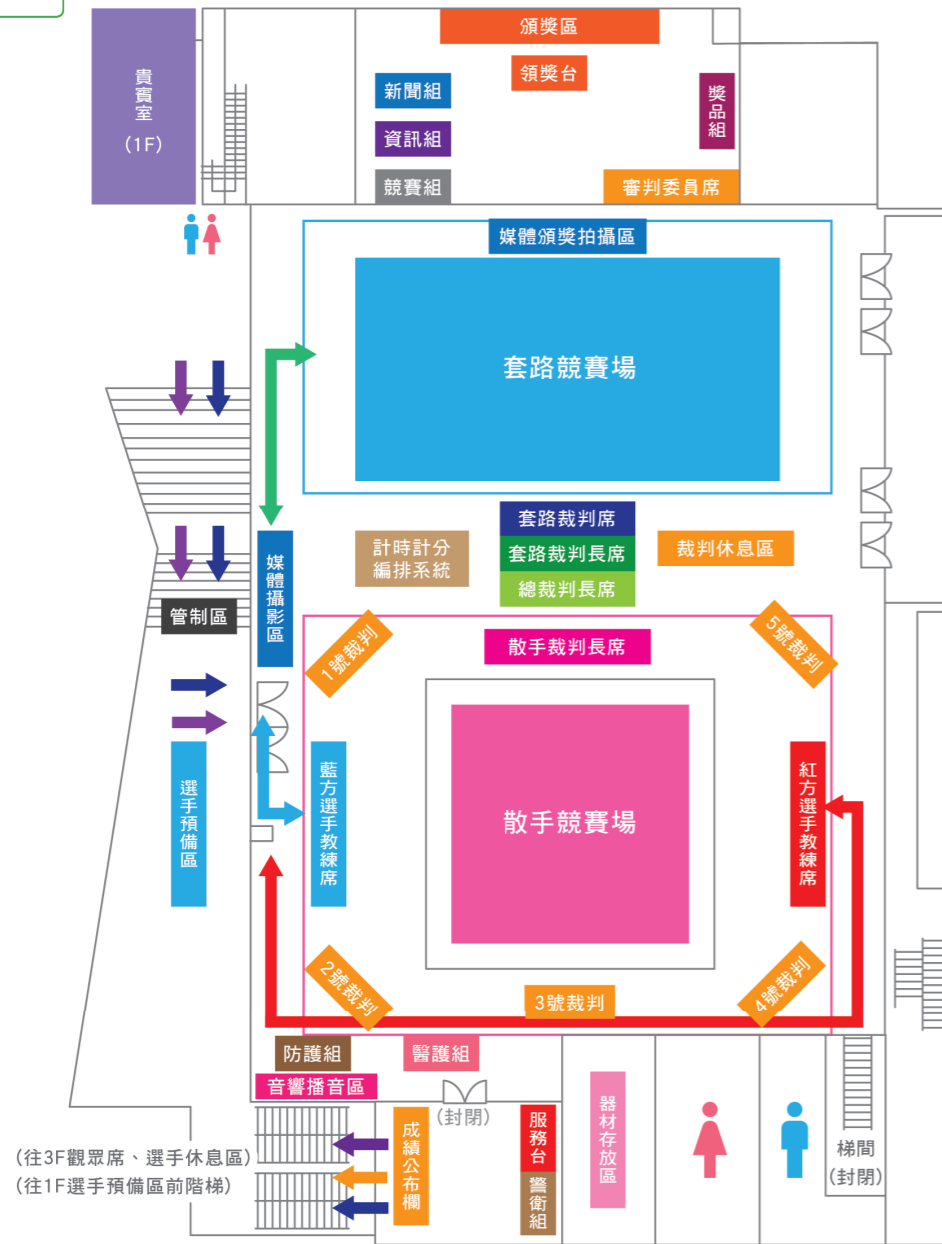 頒獎區
領獎台
貴賓室
(1F)
新聞組
資訊組
競賽組
獎品組
審判委員席
媒體頒獎拍攝區
套路競賽場
套路裁判席
套路裁判長席
總裁判長席
計時計分
編排系統
裁判休息區
媒體攝影區
管制區
散手裁判長席
1號裁判
5號裁判
選手預備區
藍方選手教練席
散手競賽場
紅方選手教練席
2號裁判
3號裁判
4號裁判
防護組
醫護組
音響播音區
(封閉)
成績公布欄
服務台
警衛組
器材存放區
梯間
(封閉)
(往3F觀眾席、選手休息區)
(往1F選手預備區前階梯)